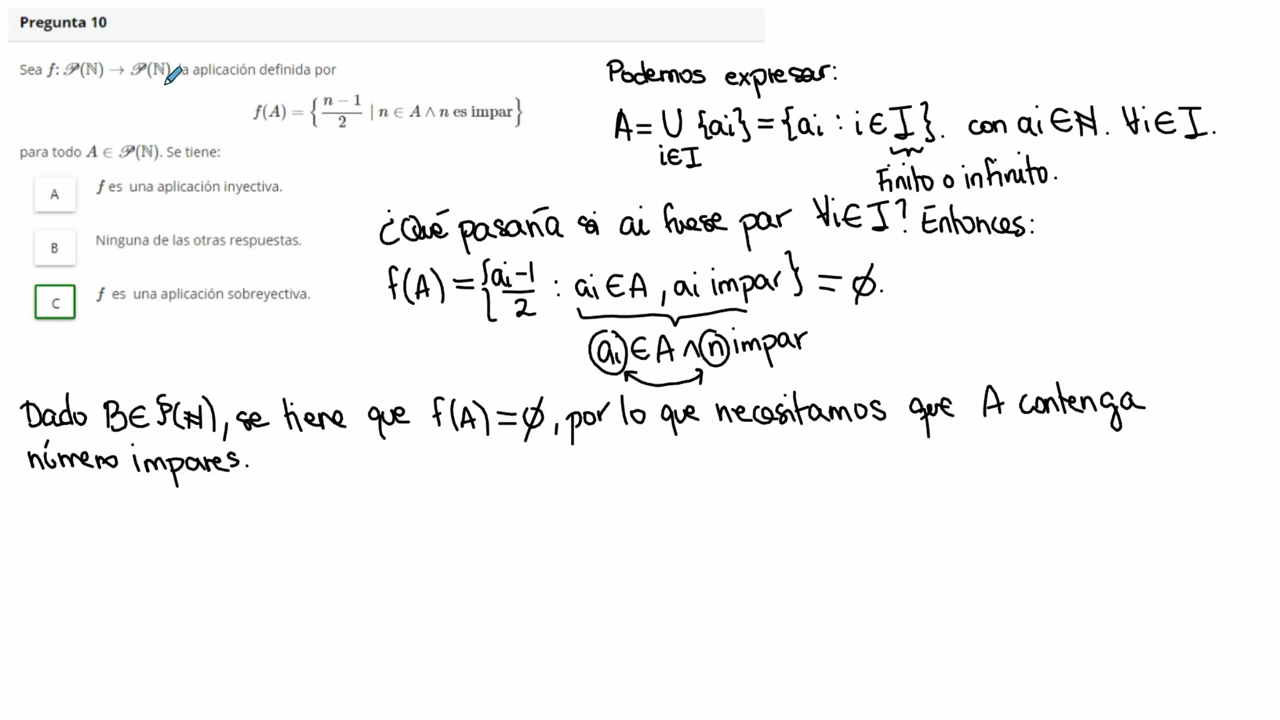 Pregunta 10
Sea f: 𝒫(ℕ) → 𝒫(ℕ) la aplicación definida por
f(A) = { (n − 1)/2 | n ∈ A ∧ n es impar }
para todo A ∈ 𝒫(ℕ). Se tiene:
A f es una aplicación inyectiva.
B Ninguna de las otras respuestas.
C f es una aplicación sobreyectiva.
Podemos expresar:
A = ∪ {ai} = {ai : i ∈ I}. con ai ∈ ℕ. ∀i ∈ I.
i∈I
Finito o infinito.
¿Qué pasaría si ai fuese par ∀i ∈ I? Entonces:
f(A) = { (ai − 1)/2 : ai ∈ A, ai impar } = ∅.
ai ∈ A ∧ n impar
Dado B ∈ 𝒫(ℕ), se tiene que f(A) = ∅, por lo que necesitamos que A contenga
número impares.